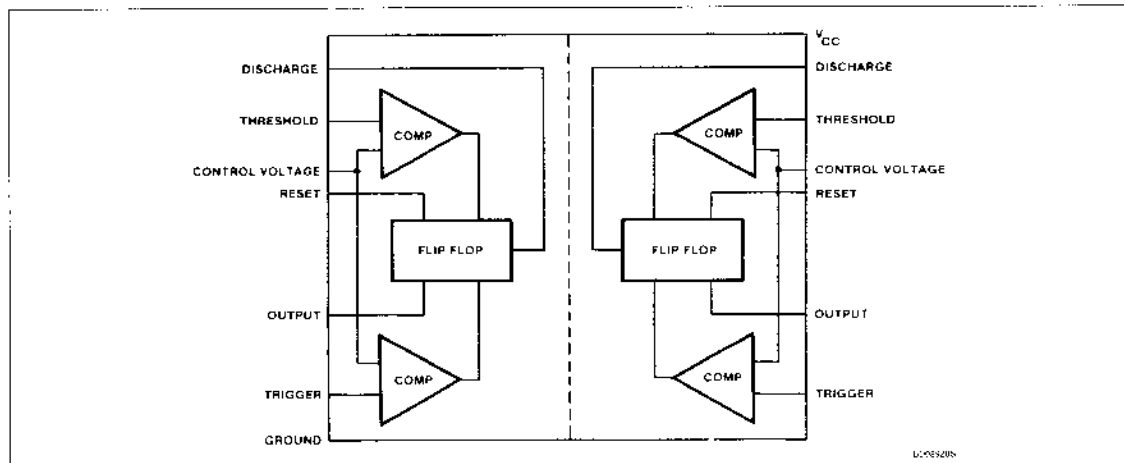 VCC
DISCHARGE
DISCHARGE
THRESHOLD
COMP
COMP
THRESHOLD
CONTROL VOLTAGE
CONTROL VOLTAGE
RESET
RESET
FLIP FLOP
FLIP FLOP
OUTPUT
OUTPUT
COMP
COMP
TRIGGER
TRIGGER
GROUND